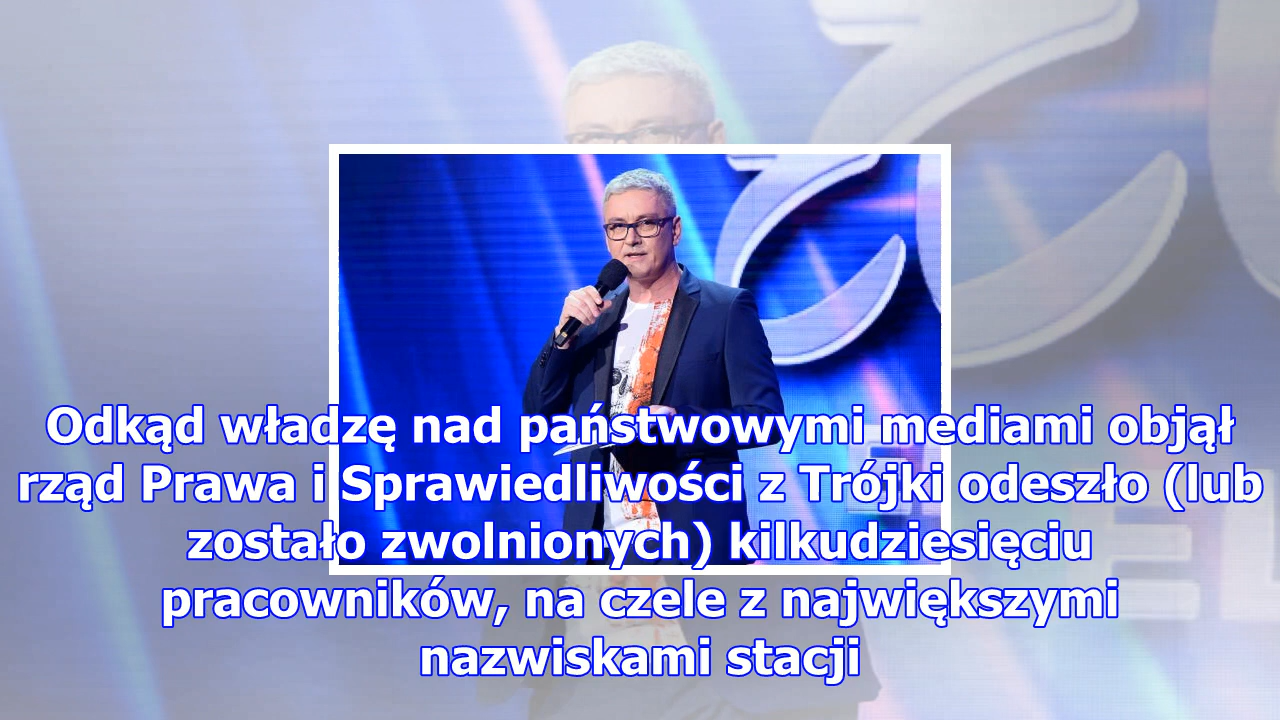 Odkąd władzę nad państwowymi mediami objął
rząd Prawa i Sprawiedliwości z Trójki odeszło (lub
zostało zwolnionych) kilkudziesięciu
pracowników, na czele z największymi
nazwiskami stacji